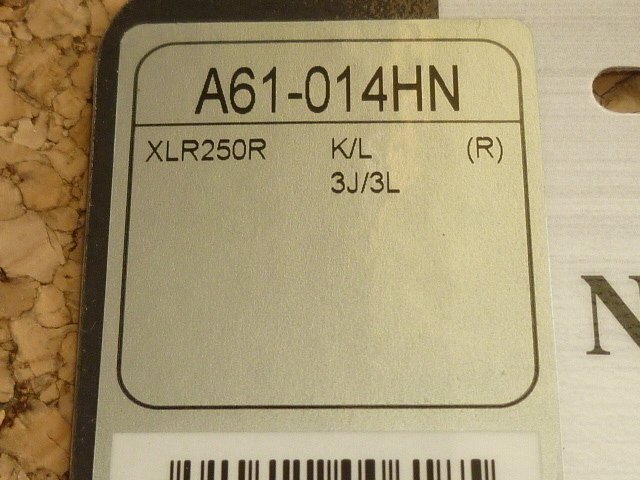 A61-014HN
XLR250R K/L (R)
3J/3L
N